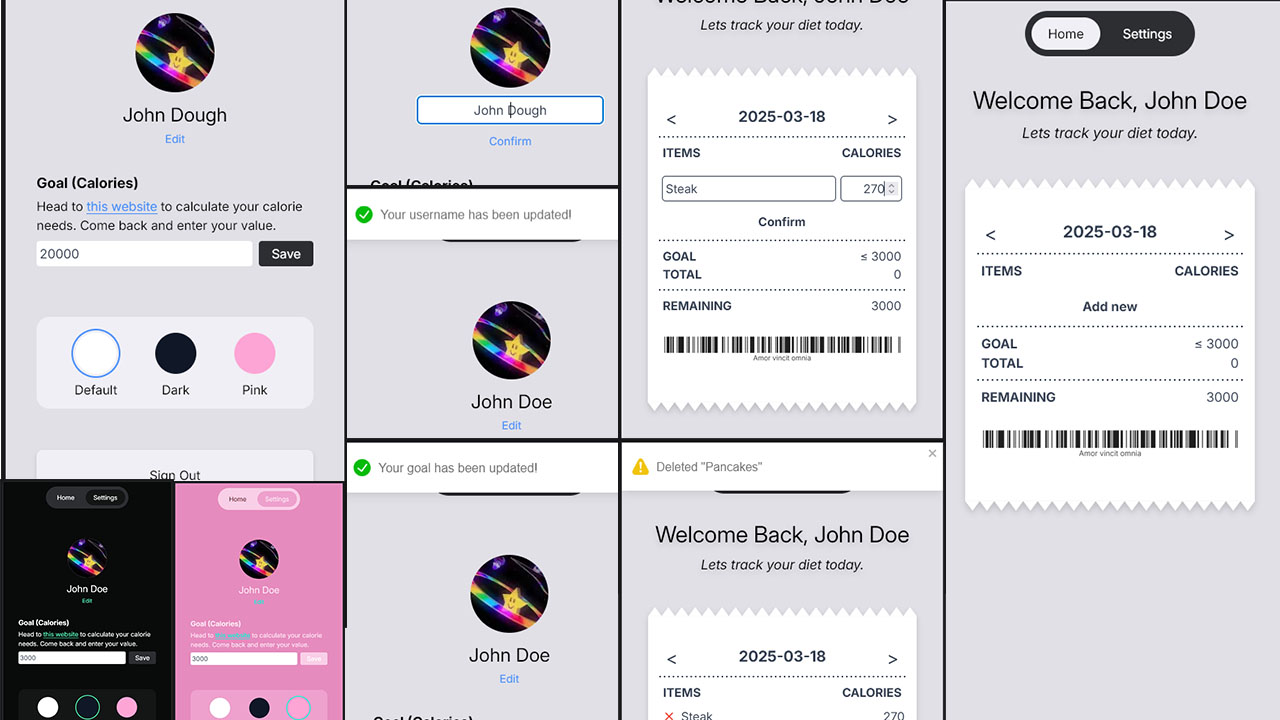 John Dough
Edit
Goal (Calories)
Head to this website to calculate your calorie
needs. Come back and enter your value.
20000
Save
Default
Dark
Pink
Sign Out
Home
Settings
John Doe
Edit
Goal (Calories)
Head to this website to calculate your calorie
needs. Come back and enter your value.
3000
Save
Home
Settings
John Doe
Goal (Calories)
Head to
to calculate your calorie
needs. Come back and enter your value.
3000
Save
John Dough
Confirm
Goal (Calories)
Your username has been updated!
John Doe
Edit
Your goal has been updated!
John Doe
Edit
Goal (Calories)
Welcome Back, John Doe
Lets track your diet today.
< 2025-03-18 >
ITEMS CALORIES
Steak 270
Confirm
GOAL ≤ 3000
TOTAL 0
REMAINING 3000
Amor vincit omnia
Deleted "Pancakes"
×
Welcome Back, John Doe
Lets track your diet today.
< 2025-03-18 >
ITEMS CALORIES
× Steak 270
Home
Settings
Welcome Back, John Doe
Lets track your diet today.
< 2025-03-18 >
ITEMS CALORIES
Add new
GOAL ≤ 3000
TOTAL 0
REMAINING 3000
Amor vincit omnia